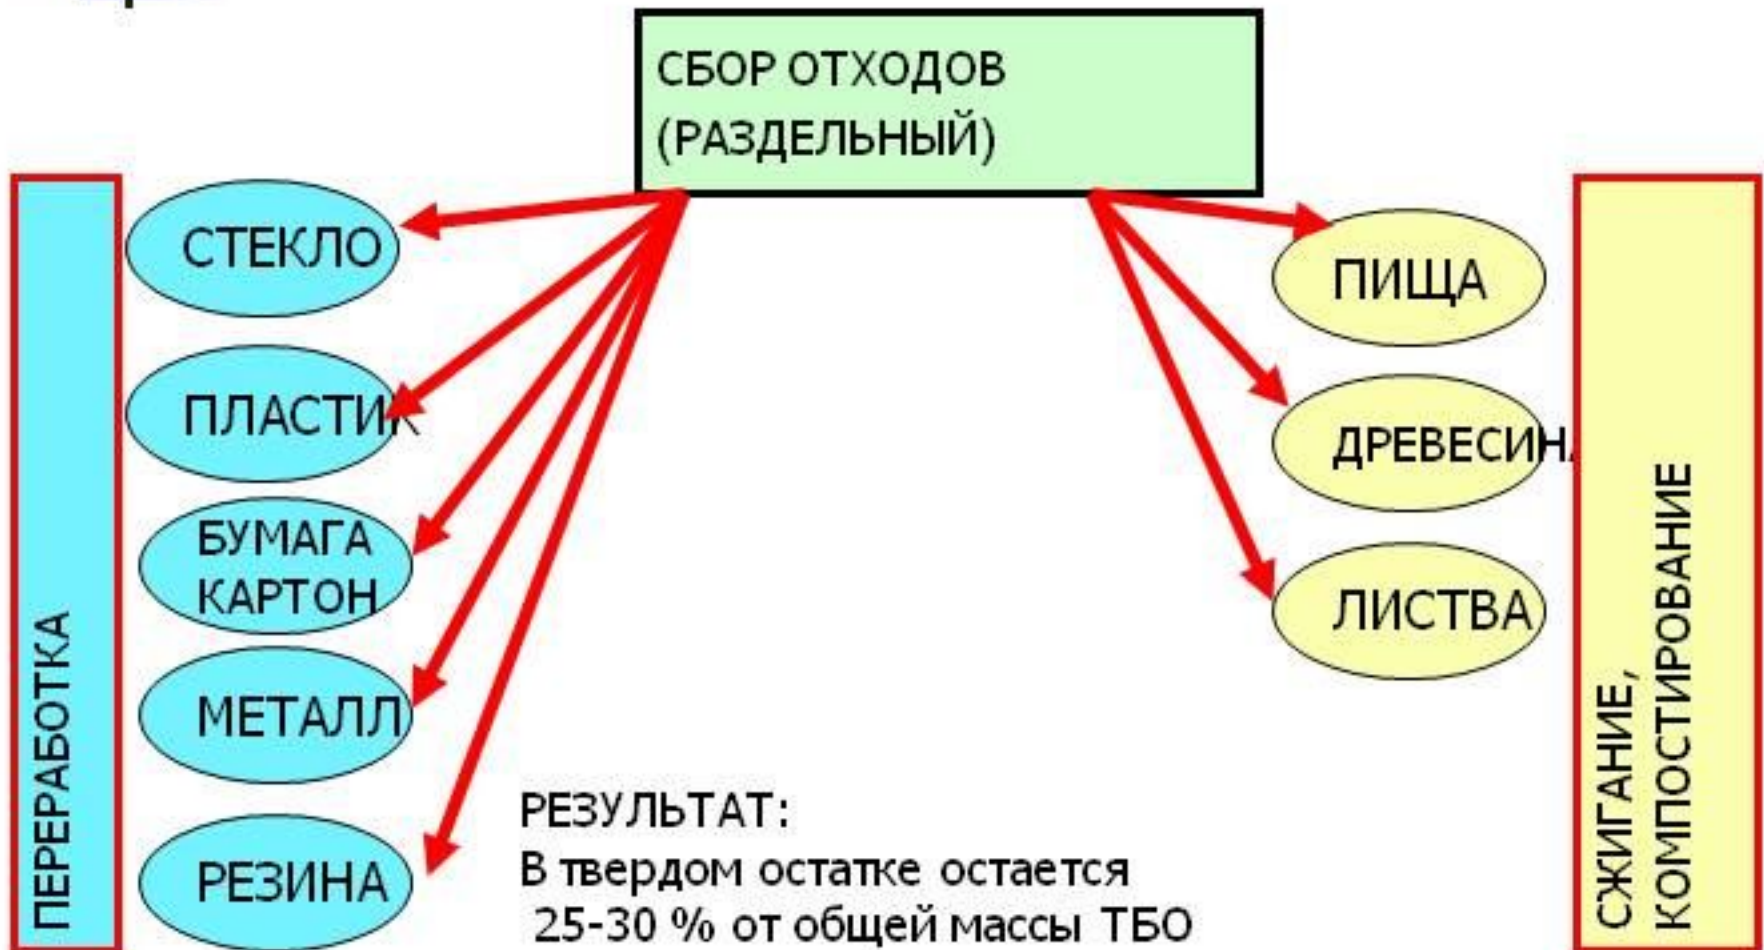 СБОР ОТХОДОВ
(РАЗДЕЛЬНЫЙ)
СТЕКЛО
ПЛАСТИК
БУМАГА
КАРТОН
МЕТАЛЛ
РЕЗИНА
ПЕРЕРАБОТКА
ПИЩА
ДРЕВЕСИНА
ЛИСТВА
СЖИГАНИЕ,
КОМПОСТИРОВАНИЕ
РЕЗУЛЬТАТ:
В твердом остатке остается
25-30 % от общей массы ТБО